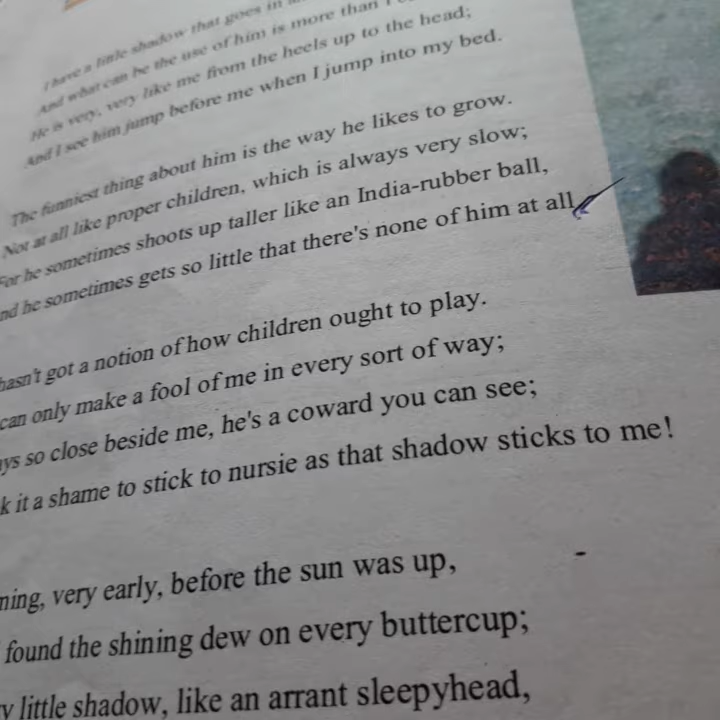 I have a little shadow that goes in
And what can be the use of him is more than I
He is very, very like me from the heels up to the head;
And I see him jump before me when I jump into my bed.
The funniest thing about him is the way he likes to grow.
Not at all like proper children, which is always very slow;
For he sometimes shoots up taller like an India-rubber ball,
nd he sometimes gets so little that there's none of him at all
hasn't got a notion of how children ought to play.
can only make a fool of me in every sort of way;
ys so close beside me, he's a coward you can see;
k it a shame to stick to nursie as that shadow sticks to me!
ning, very early, before the sun was up,
found the shining dew on every buttercup;
y little shadow, like an arrant sleepyhead,